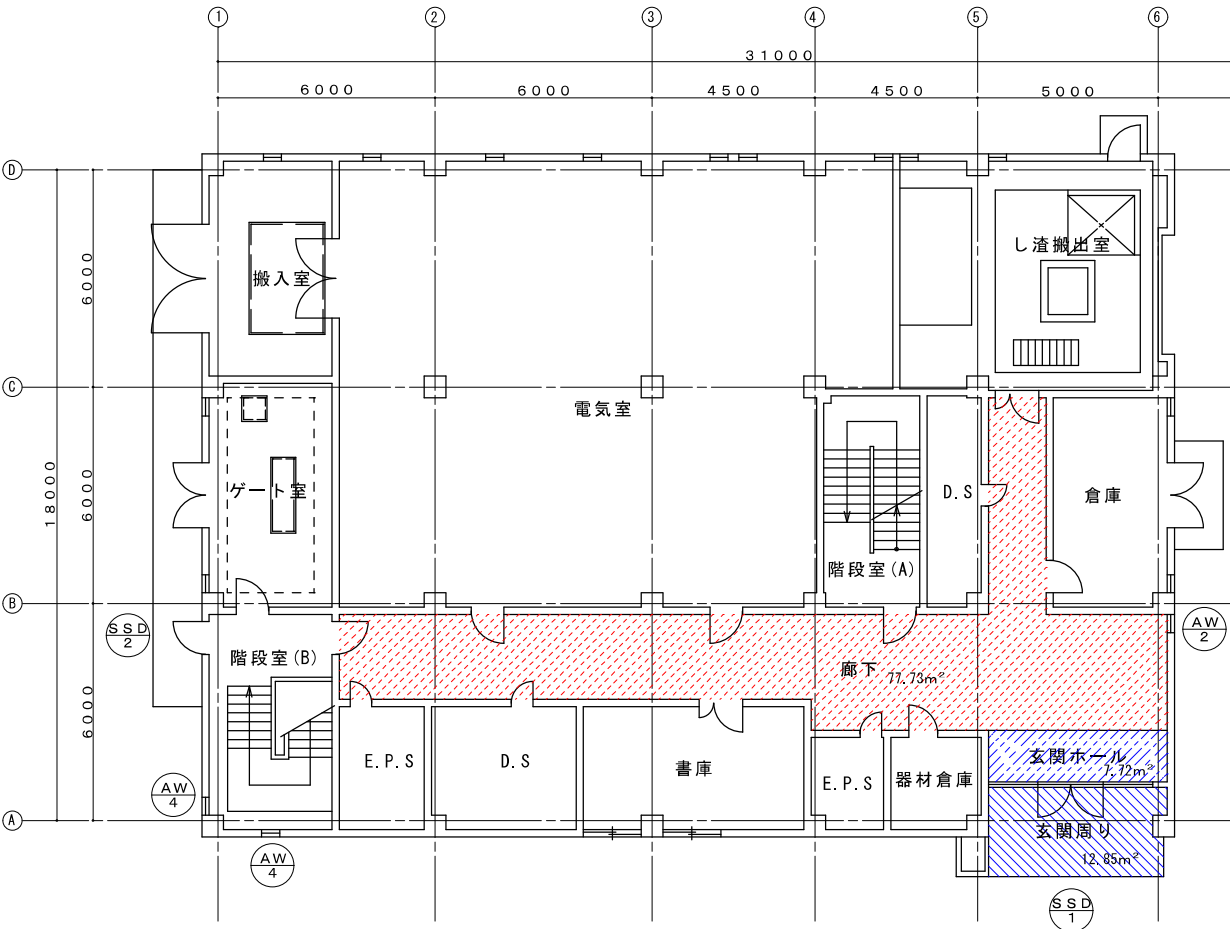 1
2
3
4
5
6
31000
6000
6000
4500
4500
5000
D
C
B
A
18000
6000
6000
6000
搬入室
し渣搬出室
電気室
ゲート室
D.S
倉庫
階段室(A)
SSD
2
AW
2
階段室(B)
廊下
77.73m²
E.P.S
D.S
書庫
E.P.S
器材倉庫
玄関ホール
7.72m²
玄関周り
12.85m²
AW
4
AW
4
SSD
1